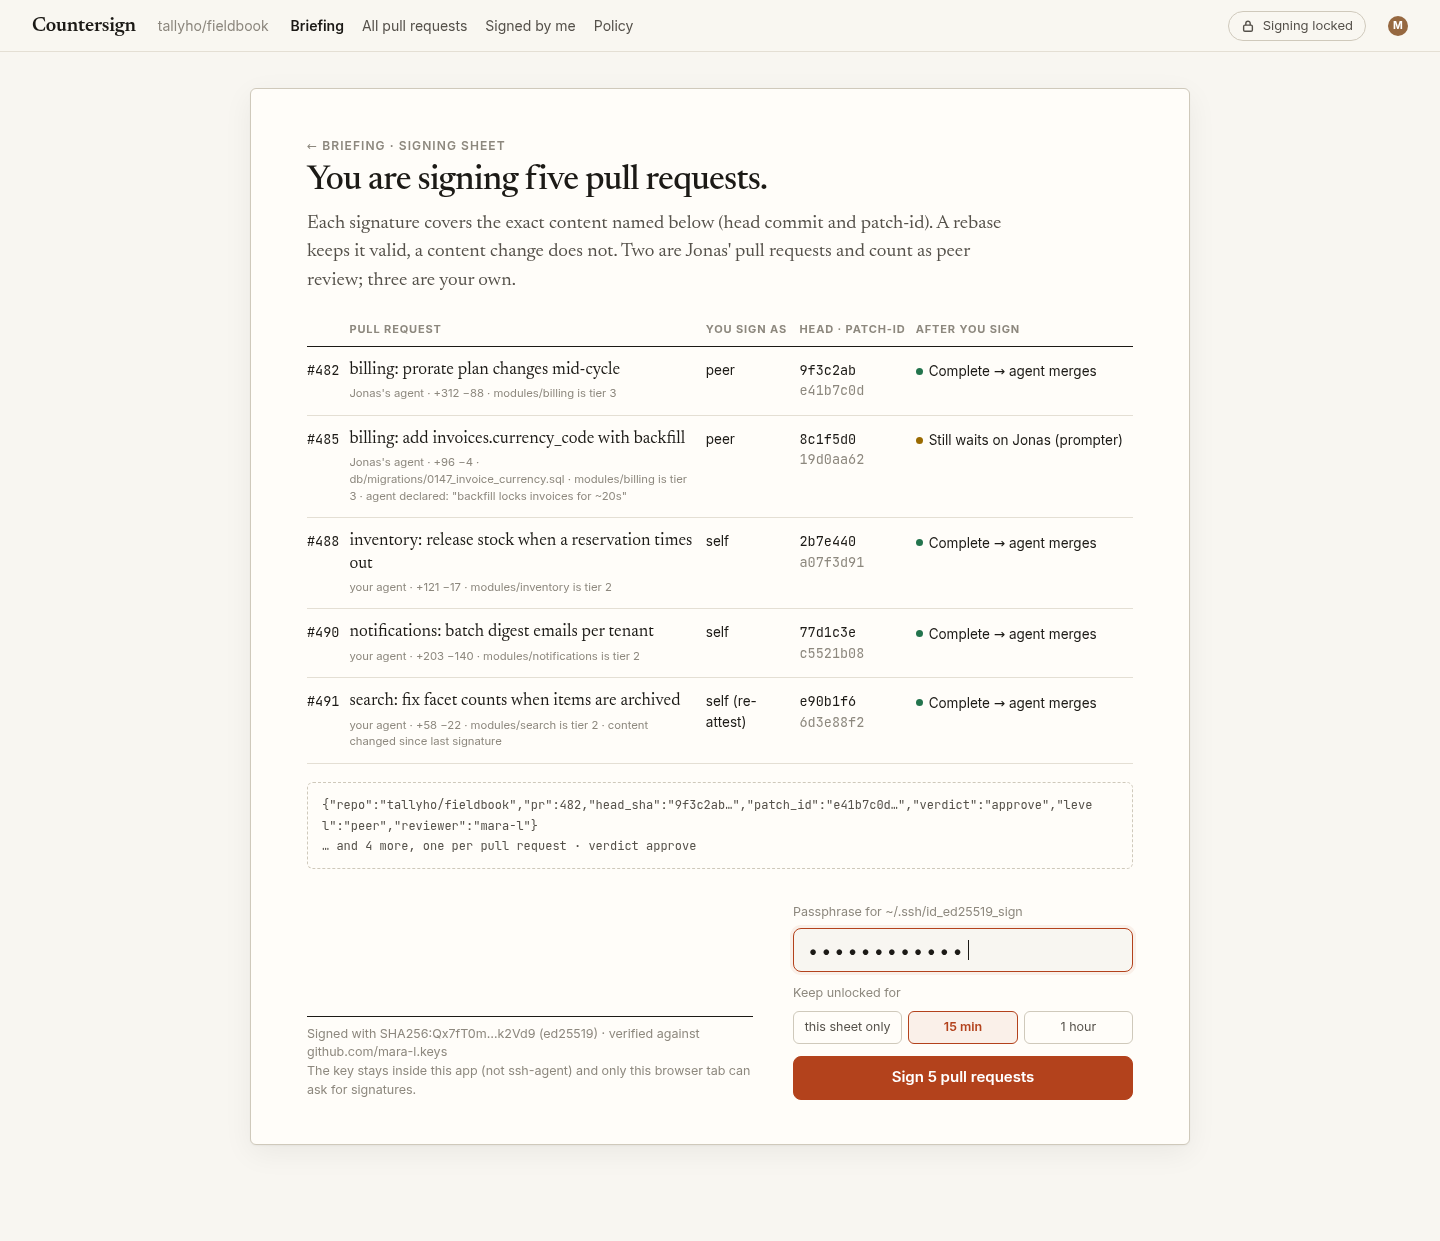 Countersign tallyho/fieldbook Briefing All pull requests Signed by me Policy Signing locked M
← BRIEFING · SIGNING SHEET
You are signing five pull requests.
Each signature covers the exact content named below (head commit and patch-id). A rebase
keeps it valid, a content change does not. Two are Jonas' pull requests and count as peer
review; three are your own.
PULL REQUEST YOU SIGN AS HEAD · PATCH-ID AFTER YOU SIGN
#482 billing: prorate plan changes mid-cycle peer 9f3c2ab Complete → agent merges
Jonas's agent · +312 −88 · modules/billing is tier 3 e41b7c0d
#485 billing: add invoices.currency_code with backfill peer 8c1f5d0 Still waits on Jonas (prompter)
Jonas's agent · +96 −4 · 19d0aa62
db/migrations/0147_invoice_currency.sql · modules/billing is tier
3 · agent declared: "backfill locks invoices for ~20s"
#488 inventory: release stock when a reservation times self 2b7e440 Complete → agent merges
out a07f3d91
your agent · +121 −17 · modules/inventory is tier 2
#490 notifications: batch digest emails per tenant self 77d1c3e Complete → agent merges
your agent · +203 −140 · modules/notifications is tier 2 c5521b08
#491 search: fix facet counts when items are archived self (re- e90b1f6 Complete → agent merges
your agent · +58 −22 · modules/search is tier 2 · content attest) 6d3e88f2
changed since last signature
{"repo":"tallyho/fieldbook","pr":482,"head_sha":"9f3c2ab…","patch_id":"e41b7c0d…","verdict":"approve","leve
l":"peer","reviewer":"mara-l"}
… and 4 more, one per pull request · verdict approve
Passphrase for ~/.ssh/id_ed25519_sign
••••••••••••
Keep unlocked for
this sheet only 15 min 1 hour
Signed with SHA256:Qx7fT0m…k2Vd9 (ed25519) · verified against
github.com/mara-l.keys
The key stays inside this app (not ssh-agent) and only this browser tab can
ask for signatures.
Sign 5 pull requests